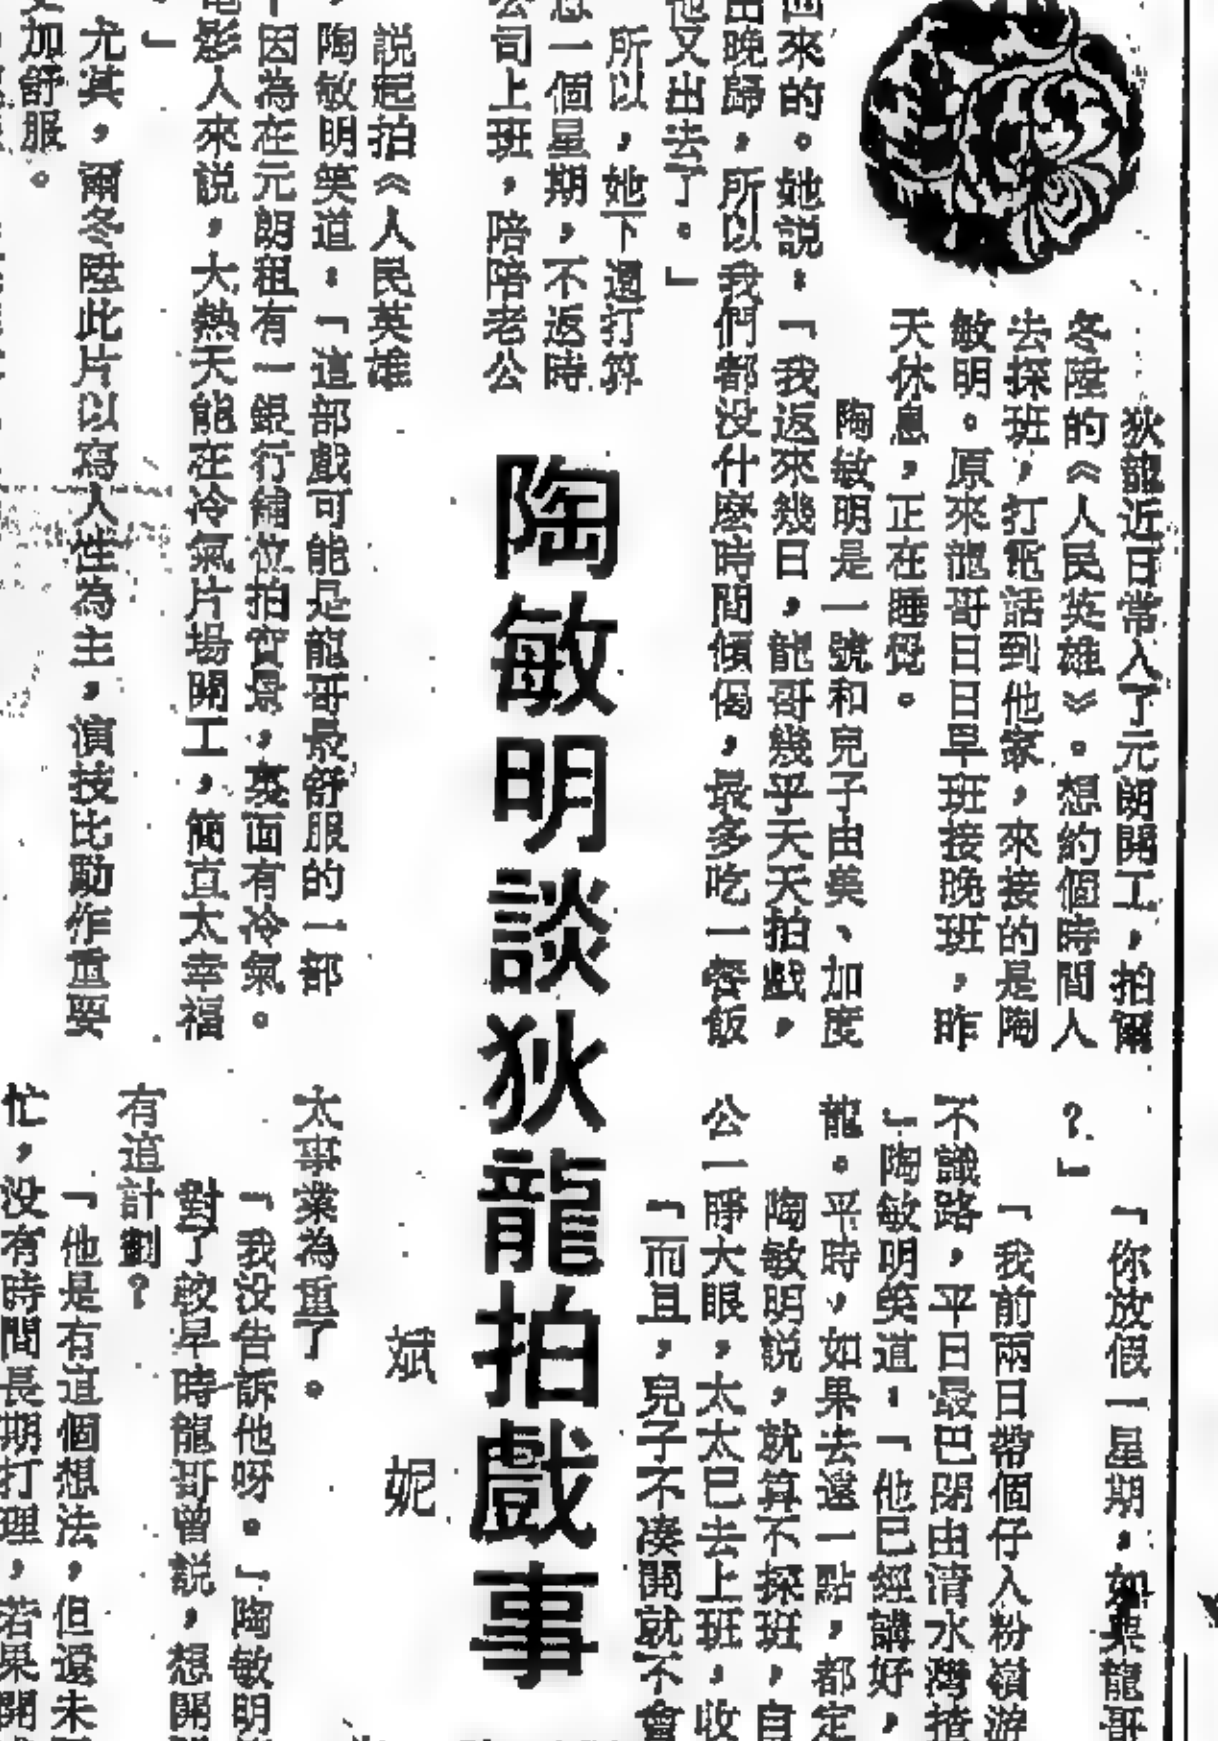 陶敏明談狄龍拍戲事
斌妮
狄龍近日常入了元朗開工，拍爾
冬陞的《人民英雄》。想約個時間人
去探班，打電話到他家，來接的是陶
敏明。原來龍哥日日早班接晚班，昨
天休息，正在睡覺。
陶敏明是一號和兒子由美、加度
回來的。她說：「我返來幾日，龍哥幾乎天天拍戲，
由晚歸，所以我們都没什麼時間傾偈，最多吃一餐飯
他又出去了。」
所以，她下週打算
一個星期，不返時
公司上班，陪陪老公
說起拍《人民英雄
，陶敏明笑道：「這部戲可能是龍哥最舒服的一部
因為在元朗租有一銀行舖位拍實景，裏面有冷氣。
電影人來説，大熱天能在冷氣片場開工，簡直太幸福
」
尤其，爾冬陞此片以寫人性為主，演技比動作重要
更加舒服。
「你放假一星期，如果龍哥
？」
「我前兩日帶個仔入粉嶺游
不識路，平日最巴閉由清水灣揸
」陶敏明笑道：「他已經講好，
龍。平時，如果去遠一點，都定
陶敏明説，就算不探班，自
公一睜大眼，太太已去上班，收
「而且，兒子不湊開就不會
太事業為重了。
「我没告訴他呀。」陶敏明
對了較早時龍哥曾説，想開
有這計劃？
「他是有這個想法，但還未
忙，没有時間長期打理，若果開